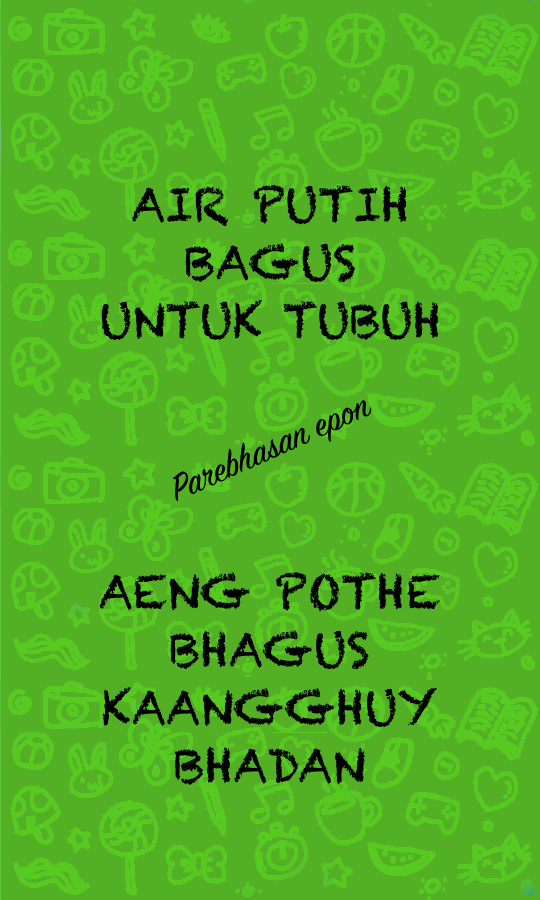 AIR PUTIH
BAGUS
UNTUK TUBUH
Parebhasan epon
AENG POTHE
BHAGUS
KAANGGHUY
BHADAN